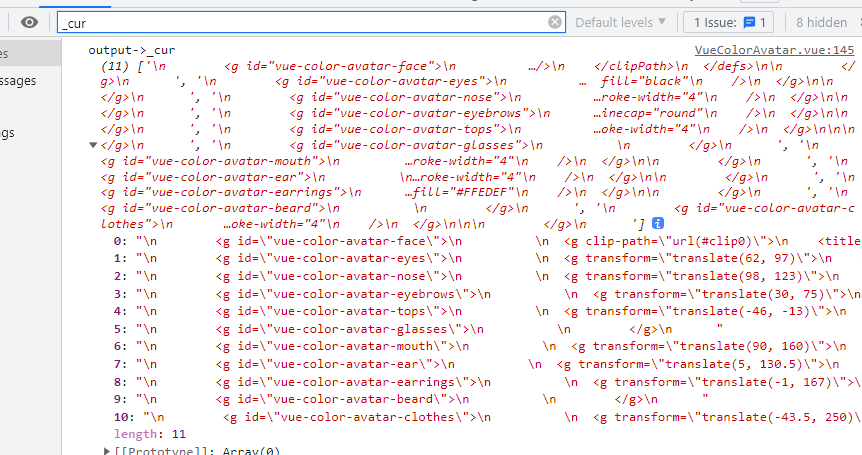 _cur
Default levels ▼
1 Issue:
1
8 hidden
es
ssages
ngs
output->_cur
VueColorAvatar.vue:145
(11) ['\n <g id="vue-color-avatar-face">\n …/>\n </clipPath>\n </defs>\n\n </
g>\n ', '\n <g id="vue-color-avatar-eyes">\n … fill="black"\n />\n </g>\n\n
</g>\n ', '\n <g id="vue-color-avatar-nose">\n …roke-width="4"\n />\n </g>\n\n
</g>\n ', '\n <g id="vue-color-avatar-eyebrows">\n …inecap="round"\n />\n </g>\n\n
</g>\n ', '\n <g id="vue-color-avatar-tops">\n …oke-width="4"\n />\n </g>\n\n\n
</g>\n ', '\n <g id="vue-color-avatar-glasses">\n \n </g>\n ', '\n
<g id="vue-color-avatar-mouth">\n …roke-width="4"\n />\n </g>\n\n </g>\n ', '\n
<g id="vue-color-avatar-ear">\n \n…roke-width="4"\n />\n </g>\n\n </g>\n ', '\n
<g id="vue-color-avatar-earrings">\n …fill="#FFEDEF"\n />\n </g>\n\n </g>\n ', '\n
<g id="vue-color-avatar-beard">\n \n </g>\n ', '\n <g id="vue-color-avatar-c
lothes">\n …oke-width="4"\n />\n </g>\n\n\n </g>\n ']
0: "\n <g id=\"vue-color-avatar-face\">\n \n <g clip-path=\"url(#clip0)\">\n <title
1: "\n <g id=\"vue-color-avatar-eyes\">\n \n <g transform=\"translate(62, 97)\">\n
2: "\n <g id=\"vue-color-avatar-nose\">\n \n <g transform=\"translate(98, 123)\">\n
3: "\n <g id=\"vue-color-avatar-eyebrows\">\n \n <g transform=\"translate(30, 75)\">\n
4: "\n <g id=\"vue-color-avatar-tops\">\n \n <g transform=\"translate(-46, -13)\">\n
5: "\n <g id=\"vue-color-avatar-glasses\">\n \n </g>\n "
6: "\n <g id=\"vue-color-avatar-mouth\">\n \n <g transform=\"translate(90, 160)\">\n
7: "\n <g id=\"vue-color-avatar-ear\">\n \n <g transform=\"translate(5, 130.5)\">\n
8: "\n <g id=\"vue-color-avatar-earrings\">\n \n <g transform=\"translate(-1, 167)\">\n
9: "\n <g id=\"vue-color-avatar-beard\">\n \n </g>\n "
10: "\n <g id=\"vue-color-avatar-clothes\">\n \n <g transform=\"translate(-43.5, 250)\
length: 11
[[Prototype]]: Array(0)